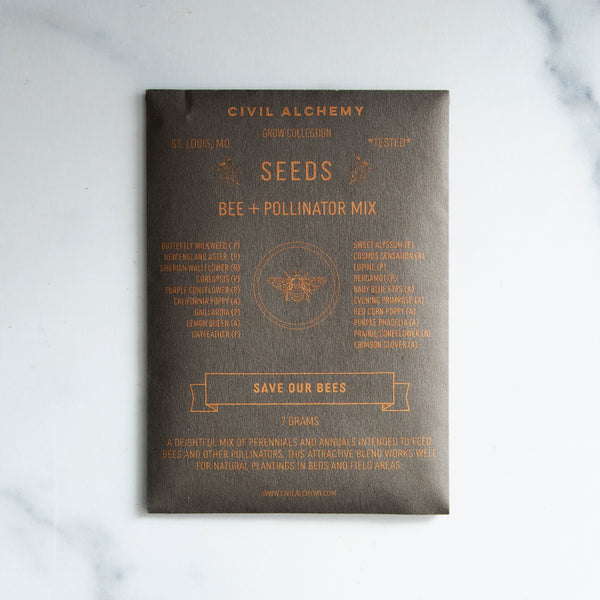 CIVIL ALCHEMY
GROW COLLECTION
ST. LOUIS, MO.
*TESTED*
SEEDS
BEE + POLLINATOR MIX
BUTTERFLY MILKWEED (P)
NEW ENGLAND ASTER (P)
SIBERIAN WALLFLOWER (B)
COREOPSIS (P)
PURPLE CONEFLOWER (P)
CALIFORNIA POPPY (A)
GAILLARDIA (P)
LEMON QUEEN (A)
GAYFEATHER (P)
SWEET ALYSSUM (P)
COSMOS SENSATION (B)
LUPINE (P)
BERGAMOT (P)
BABY BLUE EYES (A)
EVENING PRIMROSE (A)
RED CORN POPPY (A)
PURPLE PHACELIA (A)
PRAIRIE CONEFLOWER (B)
CRIMSON CLOVER (A)
SAVE OUR BEES
7 GRAMS
A DEIGHTFUL MIX OF PERENNIALS AND ANNUALS INTENDED TO FEED
BEES AND OTHER POLLINATORS. THIS ATTRACTIVE BLEND WORKS WELL
FOR NATURAL PLANTINGS IN BEDS AND FIELD AREAS.
WWW.CIVILALCHEMY.COM